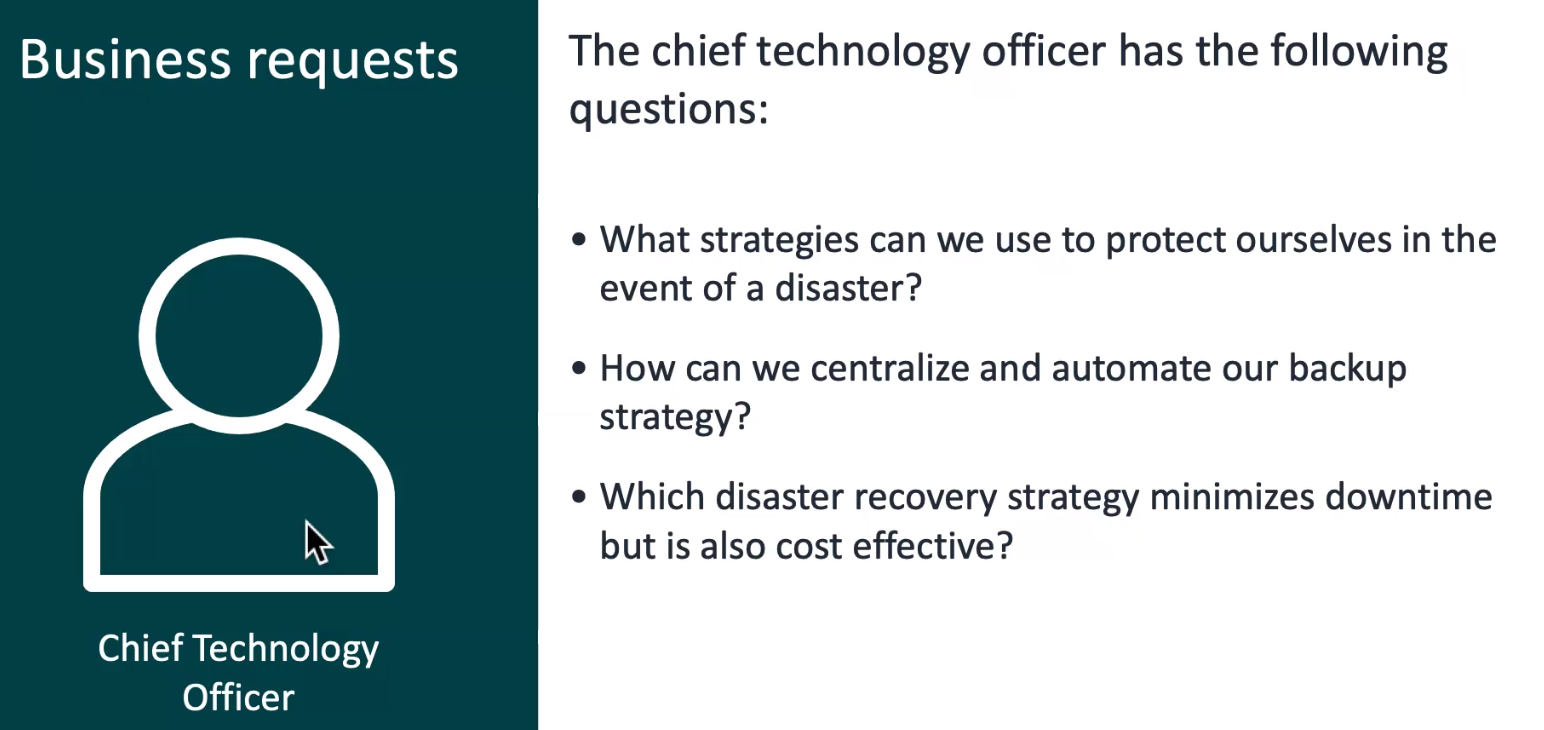 Business requests
Chief Technology
Officer
The chief technology officer has the following
questions:
• What strategies can we use to protect ourselves in the
event of a disaster?
• How can we centralize and automate our backup
strategy?
• Which disaster recovery strategy minimizes downtime
but is also cost effective?